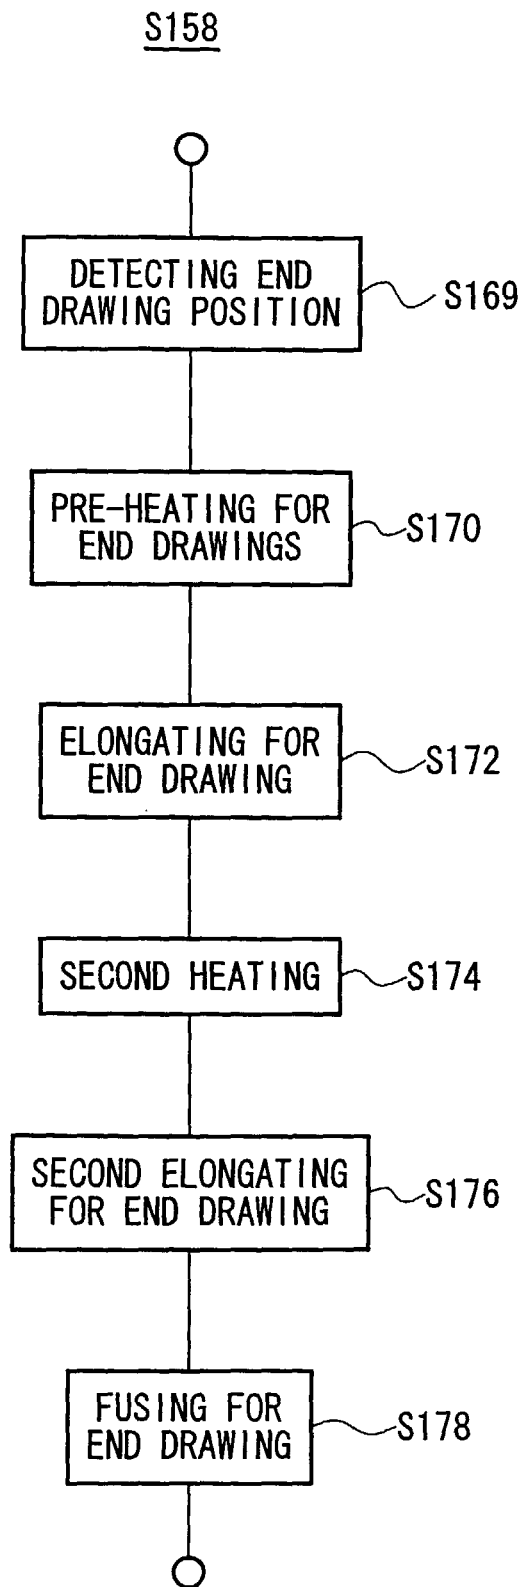 S158
DETECTING END
DRAWING POSITION
S169
PRE-HEATING FOR
END DRAWINGS
S170
ELONGATING FOR
END DRAWING
S172
SECOND HEATING
S174
SECOND ELONGATING
FOR END DRAWING
S176
FUSING FOR
END DRAWING
S178